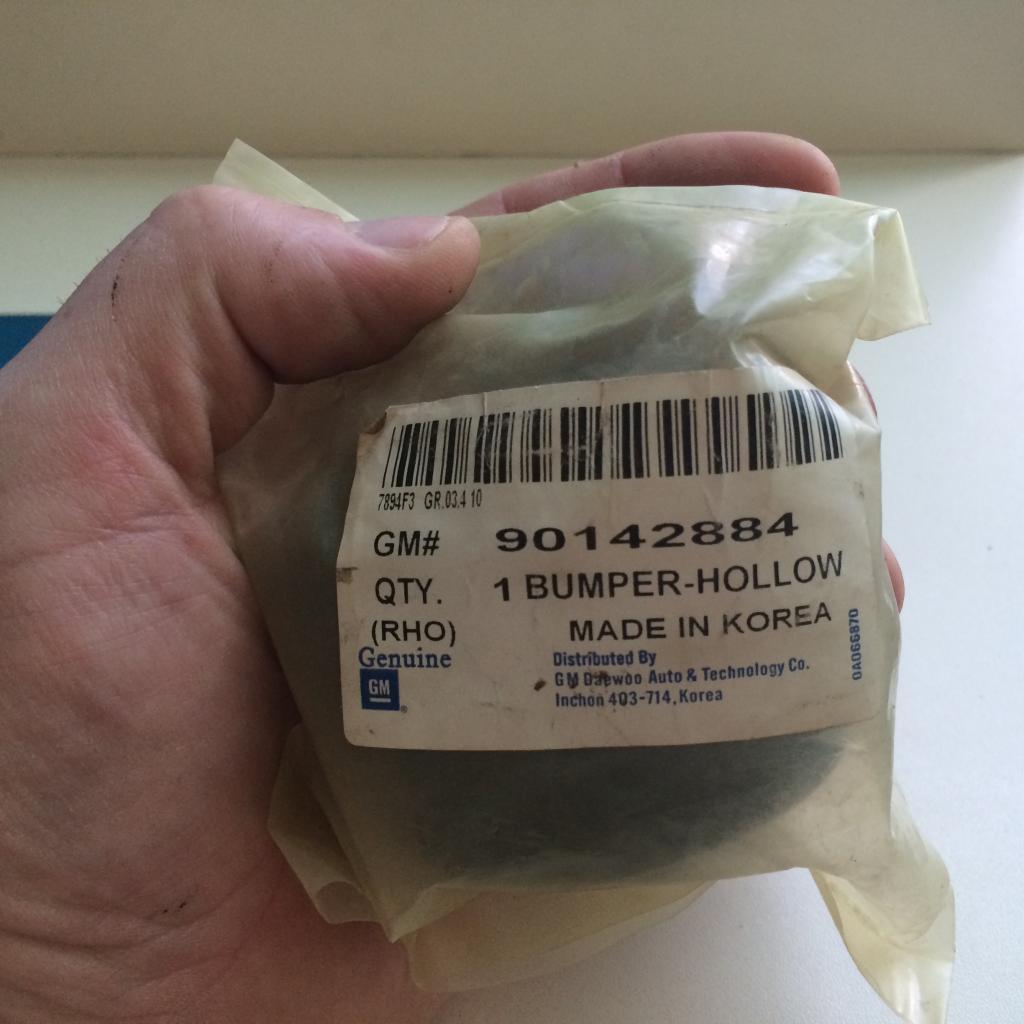 7894F3 GR.03.4 10
GM# 90142884
QTY. 1 BUMPER-HOLLOW
(RHO) MADE IN KOREA
Genuine
GM
®
Distributed By
GM Daewoo Auto & Technology Co.
Inchon 403-714, Korea
0A066870